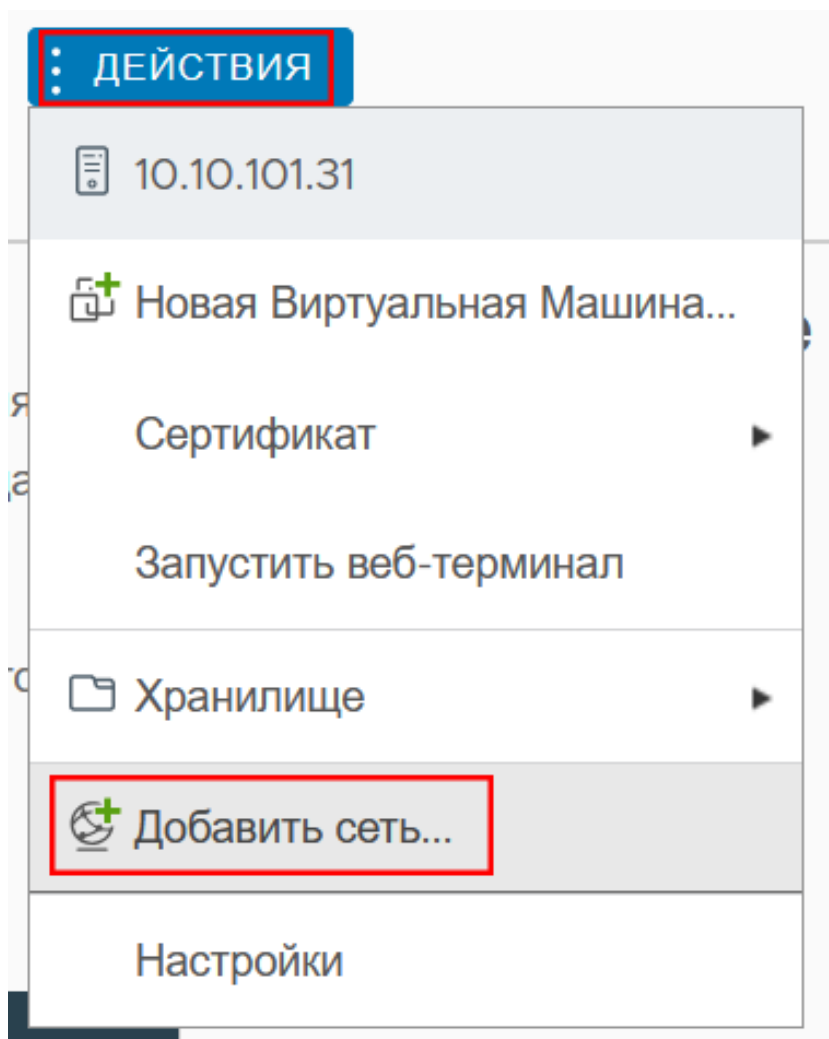 ДЕЙСТВИЯ
10.10.101.31
Новая Виртуальная Машина...
Сертификат
Запустить веб-терминал
Хранилище
Добавить сеть...
Настройки